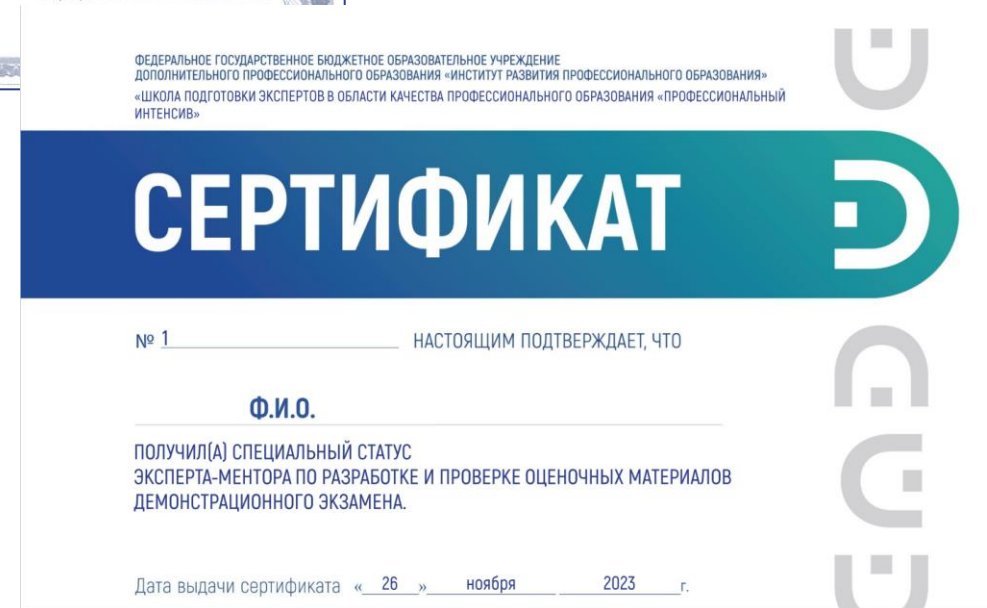 ФЕДЕРАЛЬНОЕ ГОСУДАРСТВЕННОЕ БЮДЖЕТНОЕ ОБРАЗОВАТЕЛЬНОЕ УЧРЕЖДЕНИЕ
ДОПОЛНИТЕЛЬНОГО ПРОФЕССИОНАЛЬНОГО ОБРАЗОВАНИЯ «ИНСТИТУТ РАЗВИТИЯ ПРОФЕССИОНАЛЬНОГО ОБРАЗОВАНИЯ»
«ШКОЛА ПОДГОТОВКИ ЭКСПЕРТОВ В ОБЛАСТИ КАЧЕСТВА ПРОФЕССИОНАЛЬНОГО ОБРАЗОВАНИЯ «ПРОФЕССИОНАЛЬНЫЙ
ИНТЕНСИВ»
СЕРТИФИКАТ
№ 1 НАСТОЯЩИМ ПОДТВЕРЖДАЕТ, ЧТО
Ф.И.О.
ПОЛУЧИЛ(А) СПЕЦИАЛЬНЫЙ СТАТУС
ЭКСПЕРТА-МЕНТОРА ПО РАЗРАБОТКЕ И ПРОВЕРКЕ ОЦЕНОЧНЫХ МАТЕРИАЛОВ
ДЕМОНСТРАЦИОННОГО ЭКЗАМЕНА.
Дата выдачи сертификата « 26 » ноября 2023 г.